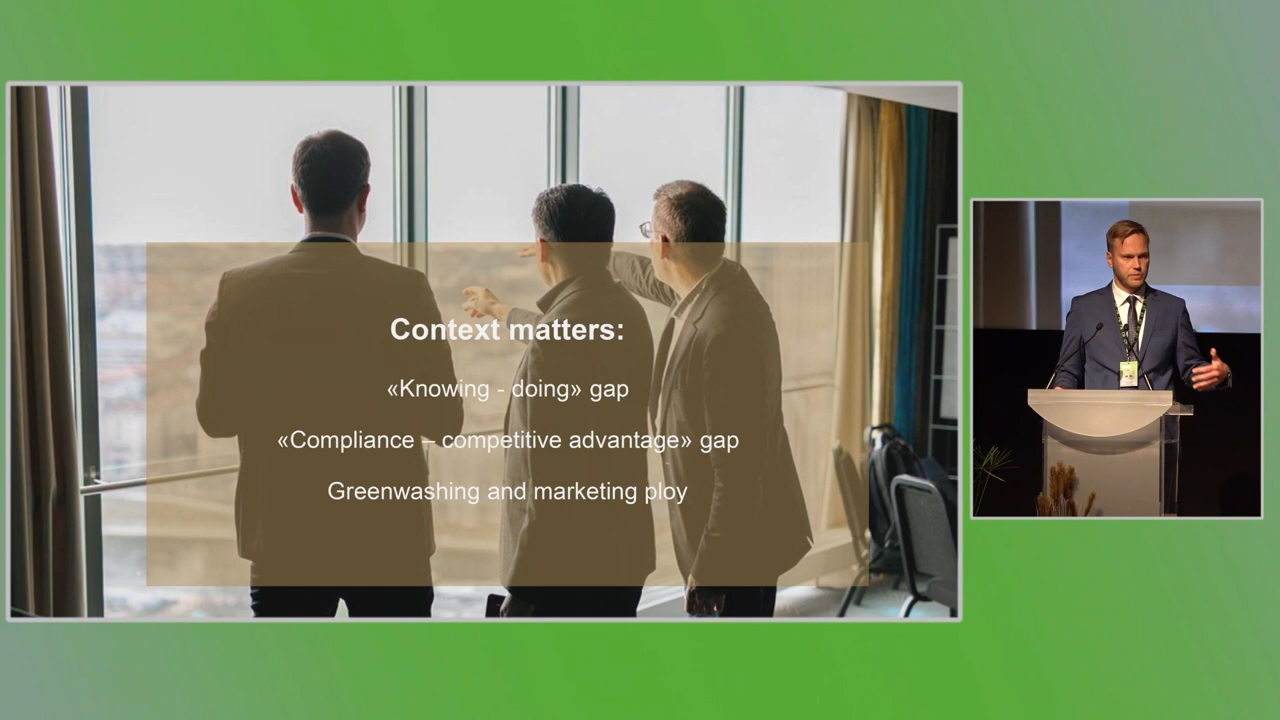 Context matters:
«Knowing - doing» gap
«Compliance – competitive advantage» gap
Greenwashing and marketing ploy